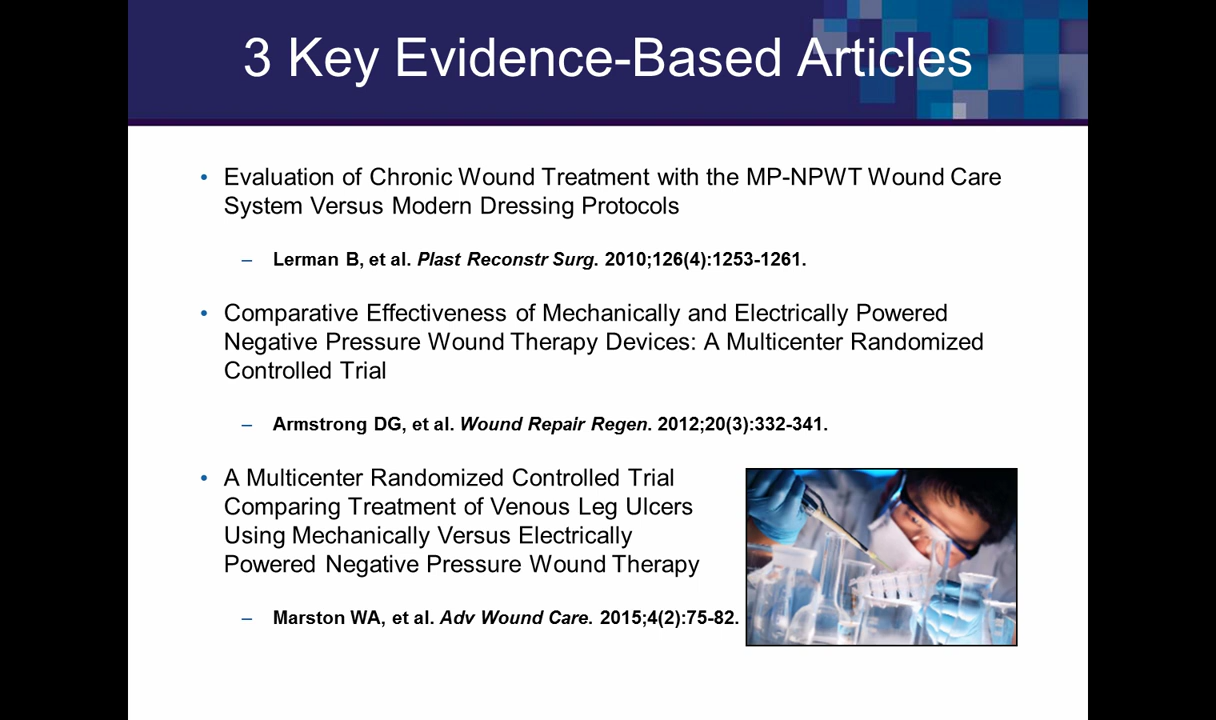 3 Key Evidence-Based Articles
• Evaluation of Chronic Wound Treatment with the MP-NPWT Wound Care
System Versus Modern Dressing Protocols
– Lerman B, et al. Plast Reconstr Surg. 2010;126(4):1253-1261.
• Comparative Effectiveness of Mechanically and Electrically Powered
Negative Pressure Wound Therapy Devices: A Multicenter Randomized
Controlled Trial
– Armstrong DG, et al. Wound Repair Regen. 2012;20(3):332-341.
• A Multicenter Randomized Controlled Trial
Comparing Treatment of Venous Leg Ulcers
Using Mechanically Versus Electrically
Powered Negative Pressure Wound Therapy
– Marston WA, et al. Adv Wound Care. 2015;4(2):75-82.